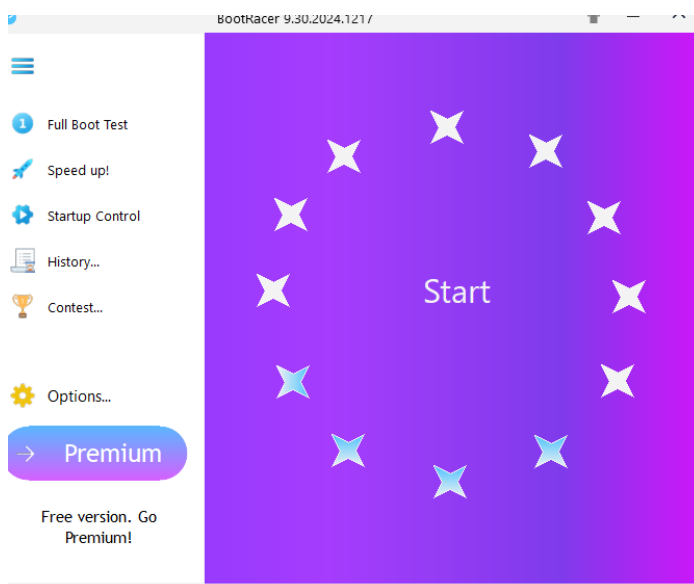 BootRacer 9.30.2024.1217
1
Full Boot Test
Speed up!
Startup Control
History...
Contest...
Options...
Premium
Free version. Go
Premium!
Start